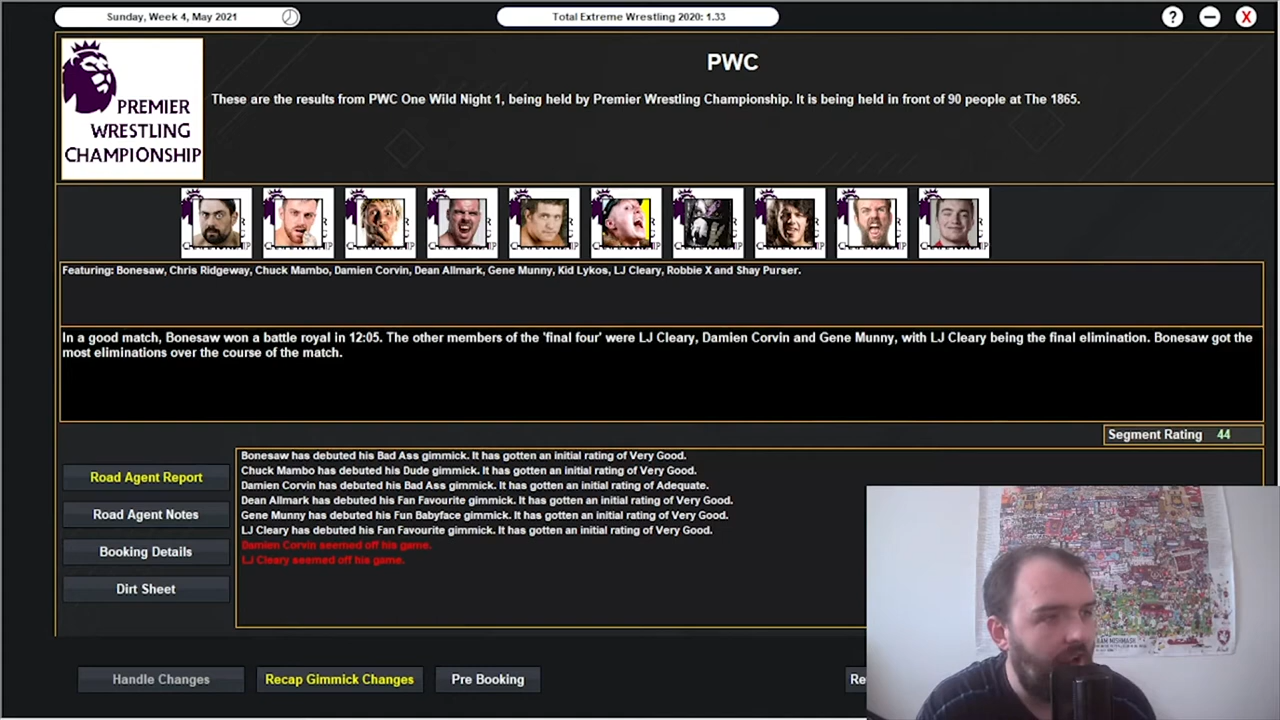 Sunday, Week 4, May 2021
Total Extreme Wrestling 2020: 1.33
?
X
PREMIER
WRESTLING
CHAMPIONSHIP
PWC
These are the results from PWC One Wild Night 1, being held by Premier Wrestling Championship. It is being held in front of 90 people at The 1865.
Featuring: Bonesaw, Chris Ridgeway, Chuck Mambo, Damien Corvin, Dean Allmark, Gene Munny, Kid Lykos, LJ Cleary, Robbie X and Shay Purser.
In a good match, Bonesaw won a battle royal in 12:05. The other members of the 'final four' were LJ Cleary, Damien Corvin and Gene Munny, with LJ Cleary being the final elimination. Bonesaw got the
most eliminations over the course of the match.
Segment Rating 44
Road Agent Report
Road Agent Notes
Booking Details
Dirt Sheet
Bonesaw has debuted his Bad Ass gimmick. It has gotten an initial rating of Very Good.
Chuck Mambo has debuted his Dude gimmick. It has gotten an initial rating of Very Good.
Damien Corvin has debuted his Bad Ass gimmick. It has gotten an initial rating of Adequate.
Dean Allmark has debuted his Fan Favourite gimmick. It has gotten an initial rating of Very Good.
Gene Munny has debuted his Fun Babyface gimmick. It has gotten an initial rating of Very Good.
LJ Cleary has debuted his Fan Favourite gimmick. It has gotten an initial rating of Very Good.
Damien Corvin seemed off his game.
LJ Cleary seemed off his game.
Handle Changes
Recap Gimmick Changes
Pre Booking
Re